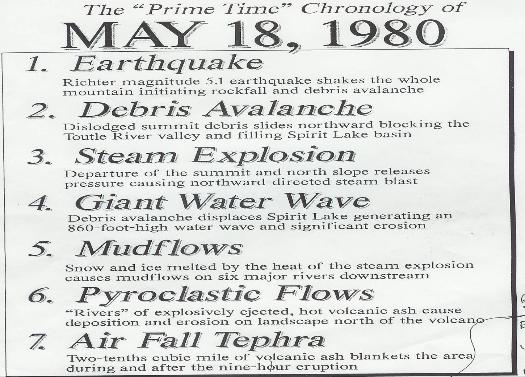 The "Prime Time" Chronology of
MAY 18, 1980
1. Earthquake
Richter magnitude 5.1 earthquake shakes the whole
mountain initiating rockfall and debris avalanche
2. Debris Avalanche
Dislodged summit debris slides northward blocking the
Toutle River valley and filling Spirit Lake basin
3. Steam Explosion
Departure of the summit and north slope releases
pressure causing northward directed steam blast
4. Giant Water Wave
Debris avalanche displaces Spirit Lake generating an
860-foot-high water wave and significant erosion
5. Mudflows
Snow and ice melted by the heat of the steam explosion
causes mudflows on six major rivers downstream
6. Pyroclastic Flows
"Rivers" of explosively ejected, hot volcanic ash cause
deposition and erosion on landscape north of the volcano
7. Air Fall Tephra
Two-tenths cubic mile of volcanic ash blankets the area
during and after the nine-hour eruption